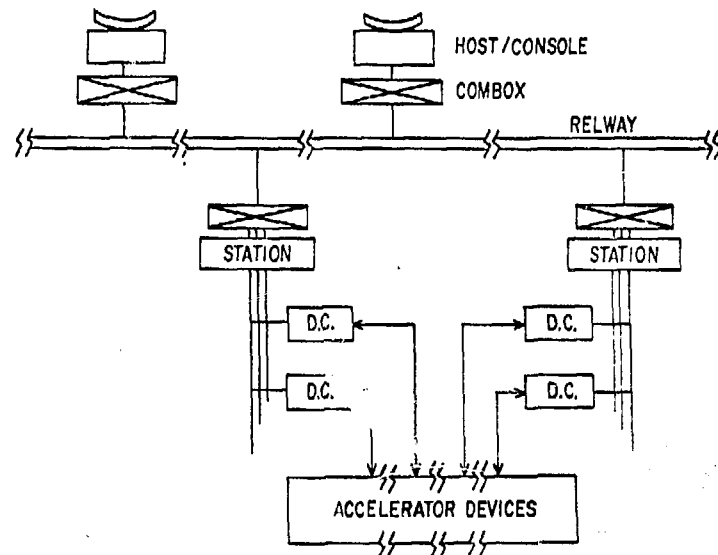 HOST/CONSOLE
COMBOX
RELWAY
STATION
STATION
D.C.
D.C.
D.C.
D.C.
ACCELERATOR DEVICES